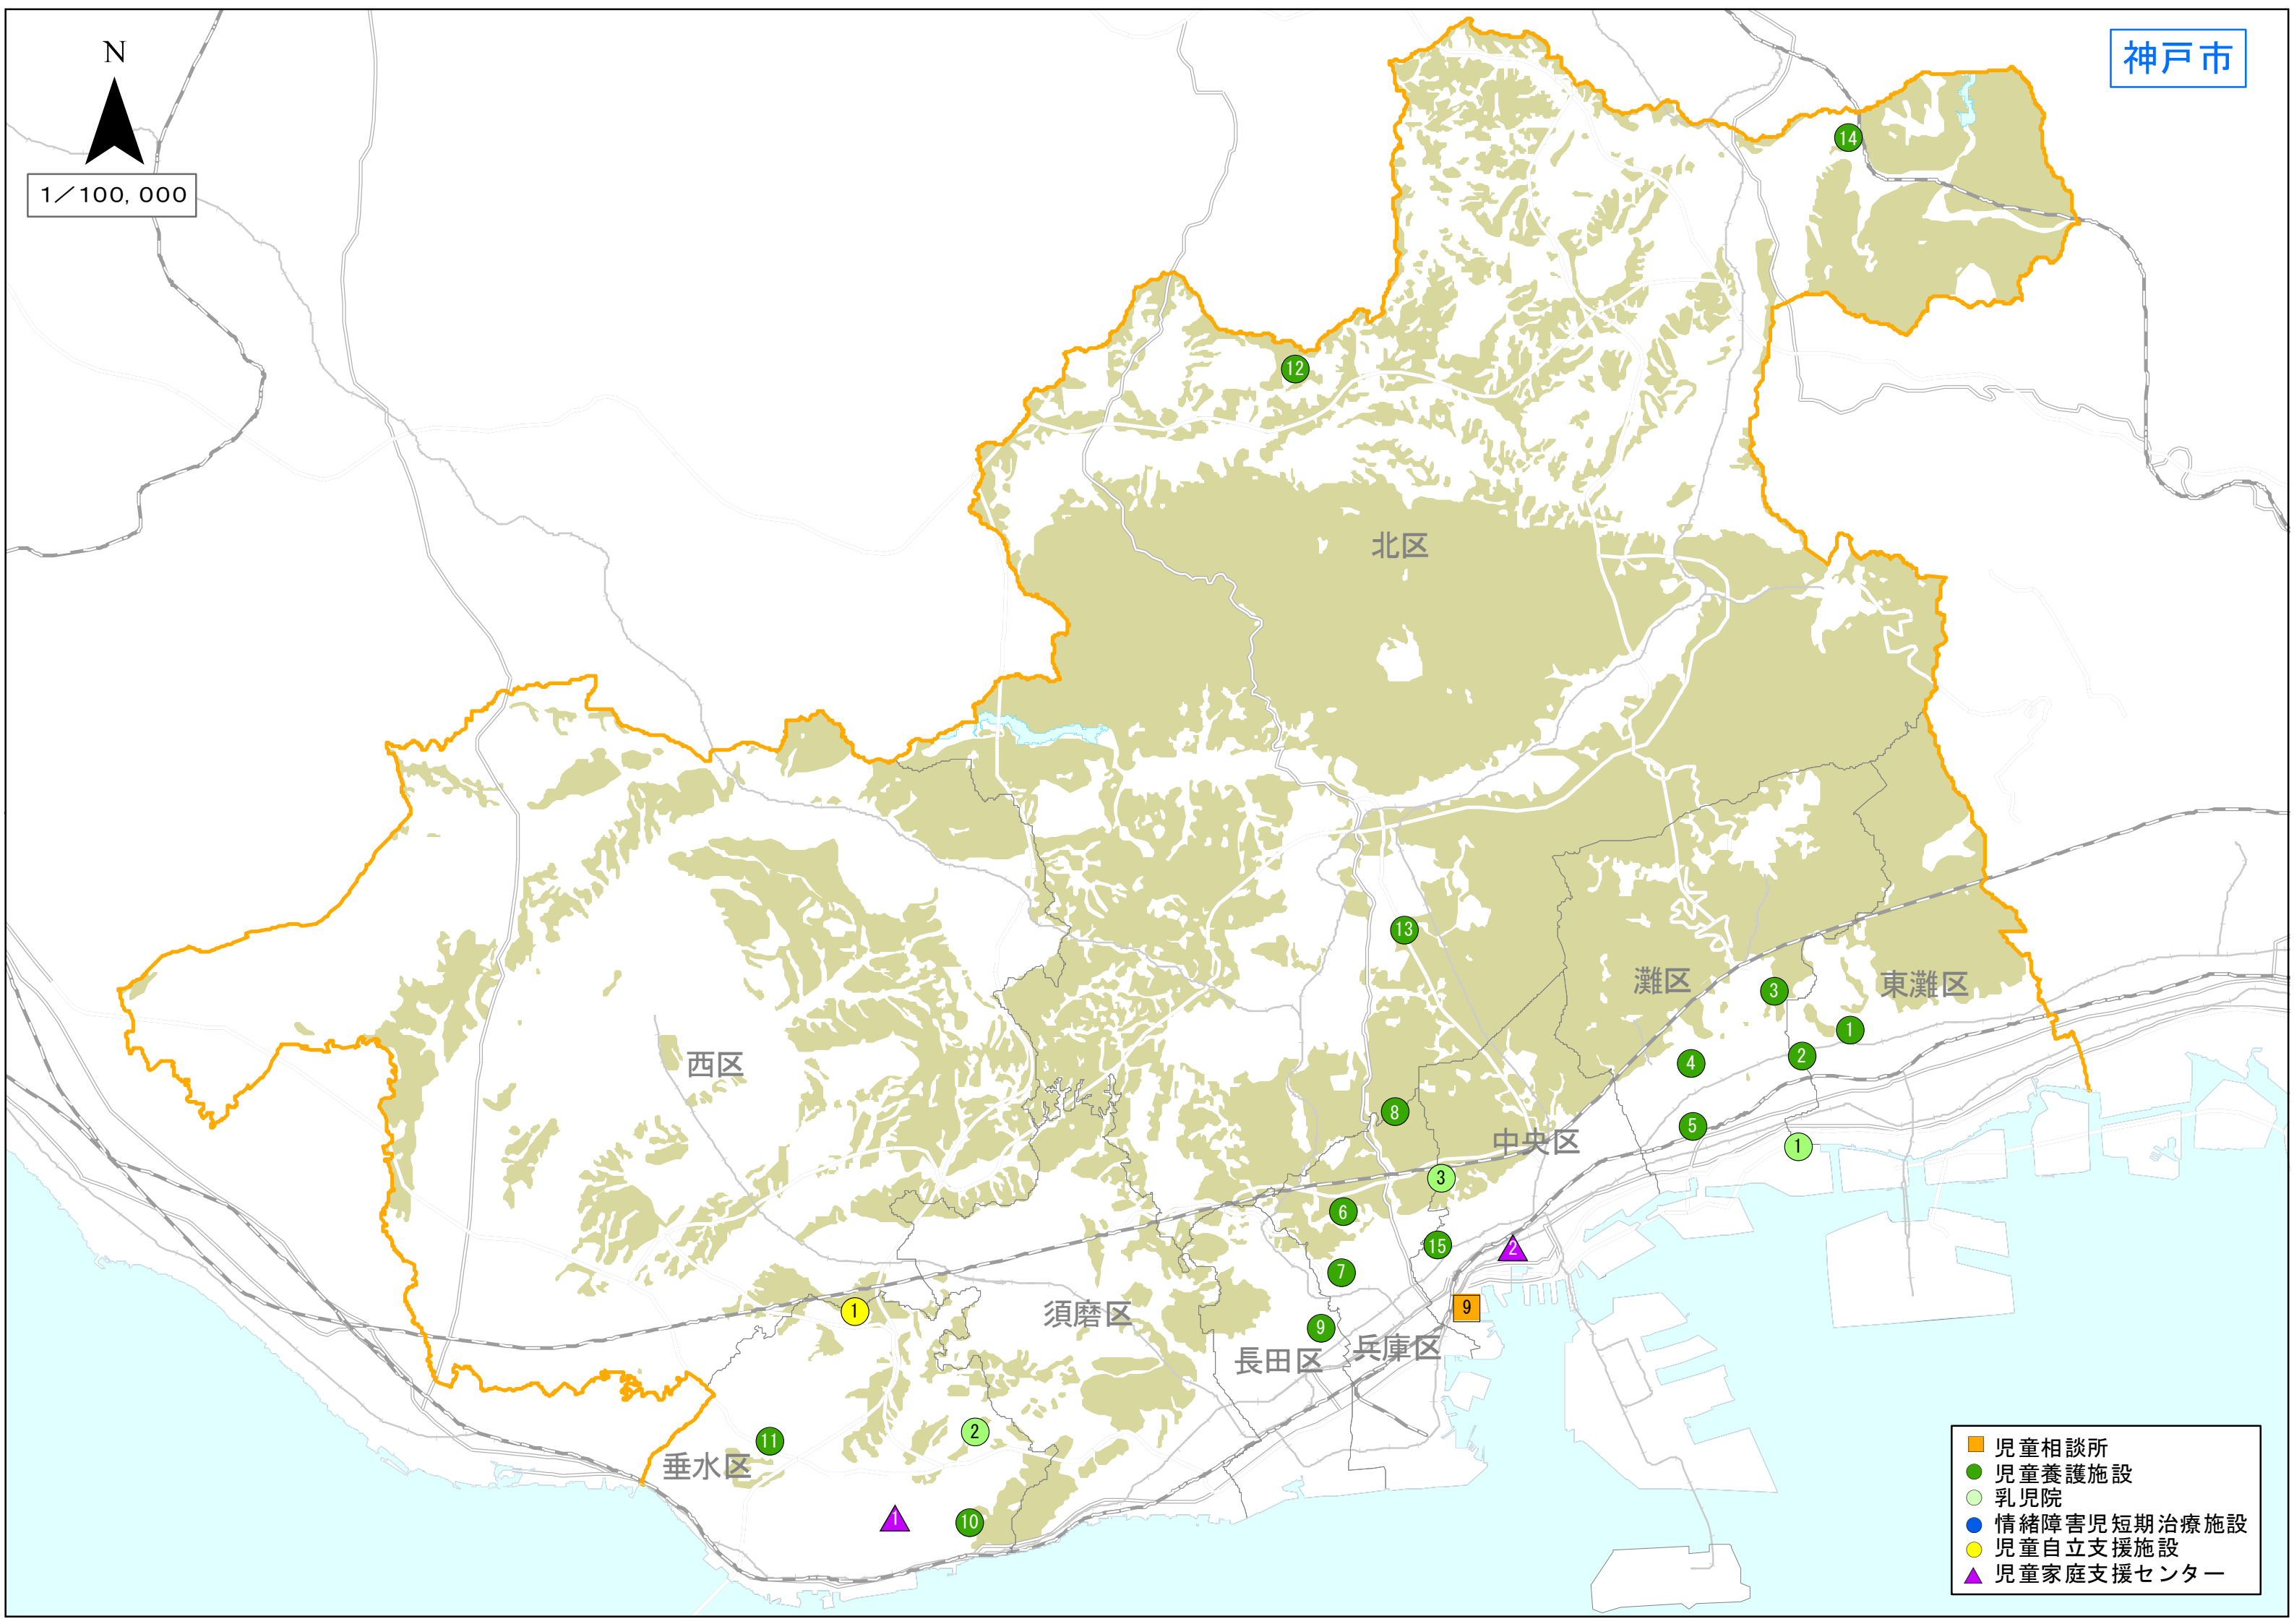 神戸市
N
1／100,000
14
12
北区
13
灘区
東灘区
3
1
2
4
西区
8
5
中央区
1
3
6
15
2
7
1
須磨区
9
9
兵庫区
長田区
2
11
垂水区
1
10
児童相談所
児童養護施設
乳児院
情緒障害児短期治療施設
児童自立支援施設
児童家庭支援センター